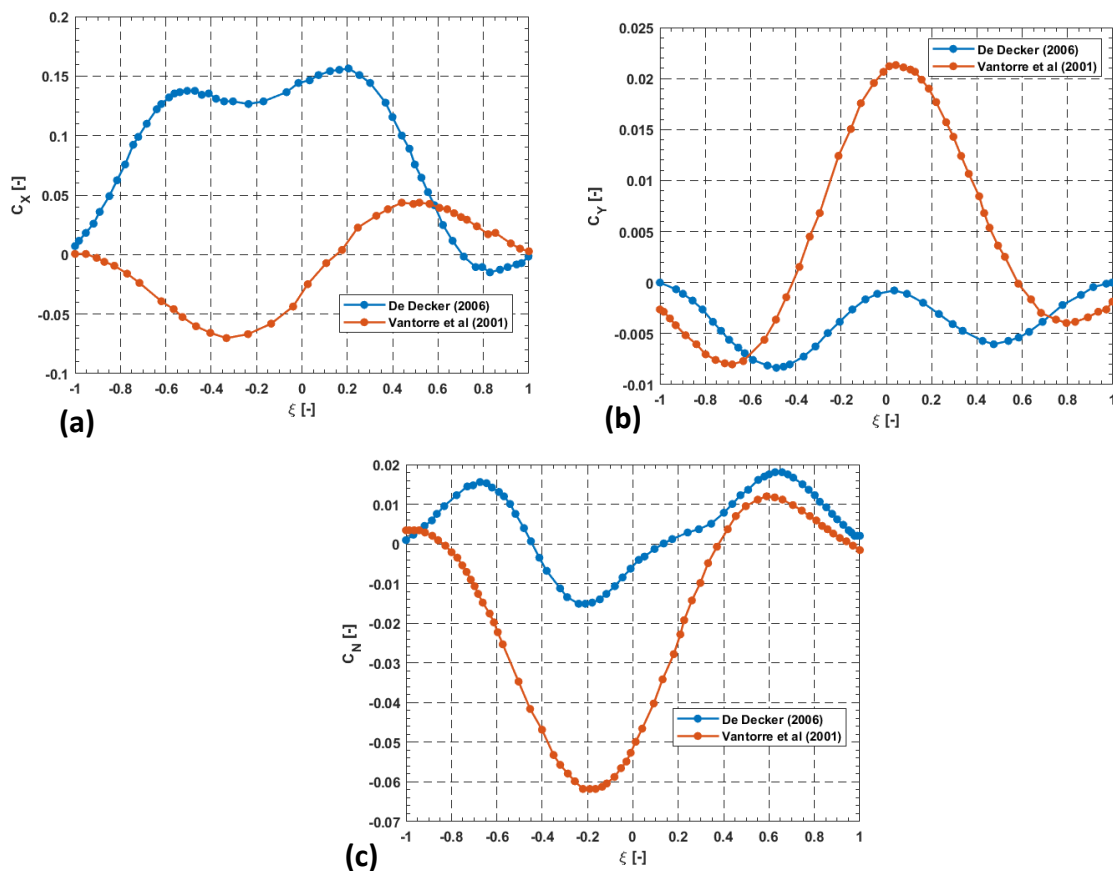 0.2
0.15
0.1
0.05
0
-0.05
-0.1
C_X [-]
-1 -0.8 -0.6 -0.4 -0.2 0 0.2 0.4 0.6 0.8 1
ξ [-]
De Decker (2006)
Vantorre et al (2001)
(a)
0.025
0.02
0.015
0.01
0.005
0
-0.005
-0.01
C_Y [-]
-1 -0.8 -0.6 -0.4 -0.2 0 0.2 0.4 0.6 0.8 1
ξ [-]
De Decker (2006)
Vantorre et al (2001)
(b)
0.02
0.01
0
-0.01
-0.02
-0.03
-0.04
-0.05
-0.06
-0.07
C_N [-]
-1 -0.8 -0.6 -0.4 -0.2 0 0.2 0.4 0.6 0.8 1
ξ [-]
De Decker (2006)
Vantorre et al (2001)
(c)